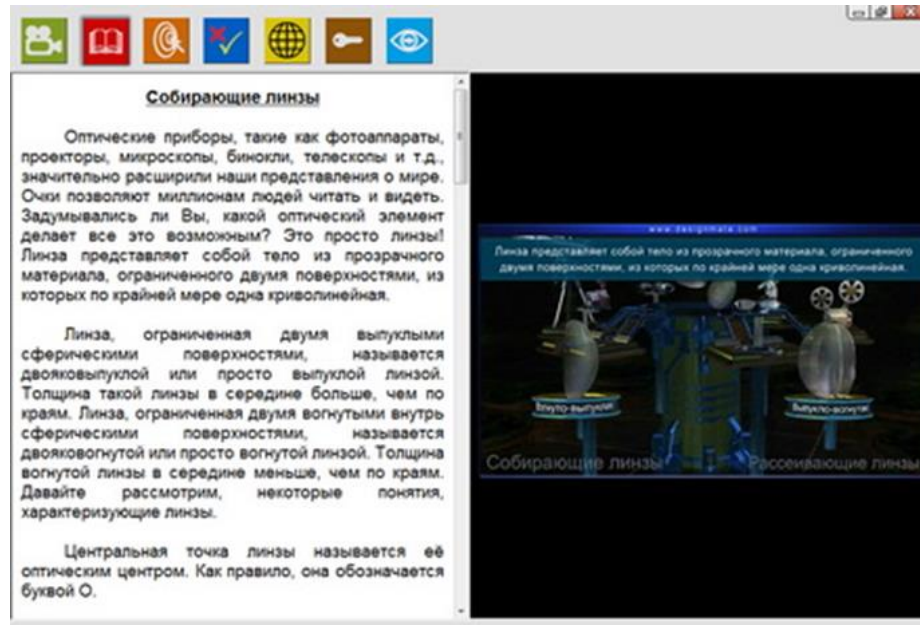 Собирающие линзы
Оптические приборы, такие как фотоаппараты,
проекторы, микроскопы, бинокли, телескопы и т.д.,
значительно расширили наши представления о мире.
Очки позволяют миллионам людей читать и видеть.
Задумывались ли Вы, какой оптический элемент
делает все это возможным? Это просто линзы!
Линза представляет собой тело из прозрачного
материала, ограниченного двумя поверхностями, из
которых по крайней мере одна криволинейная.
Линза, ограниченная двумя выпуклыми
сферическими поверхностями, называется
двояковыпуклой или просто выпуклой линзой.
Толщина такой линзы в середине больше, чем по
краям. Линза, ограниченная двумя вогнутыми внутрь
сферическими поверхностями, называется
двояковогнутой или просто вогнутой линзой. Толщина
вогнутой линзы в середине меньше, чем по краям.
Давайте рассмотрим, некоторые понятия,
характеризующие линзы.
Центральная точка линзы называется её
оптическим центром. Как правило, она обозначается
буквой О.
www.designmate.com
Линза представляет собой тело из прозрачного материала, ограниченного
двумя поверхностями, из которых по крайней мере одна криволинейная.
Вогнуто-выпуклая
Выпукло-вогнутая
Собирающие линзы
Рассеивающие линзы